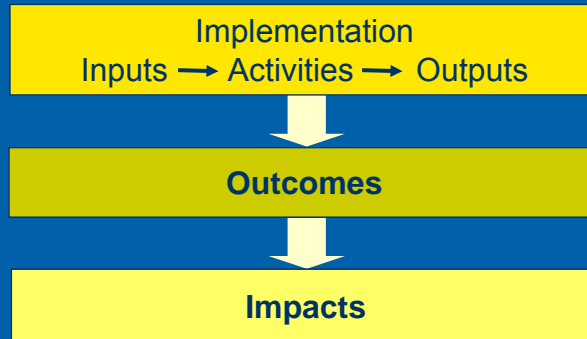 Implementation
Inputs → Activities → Outputs
Outcomes
Impacts